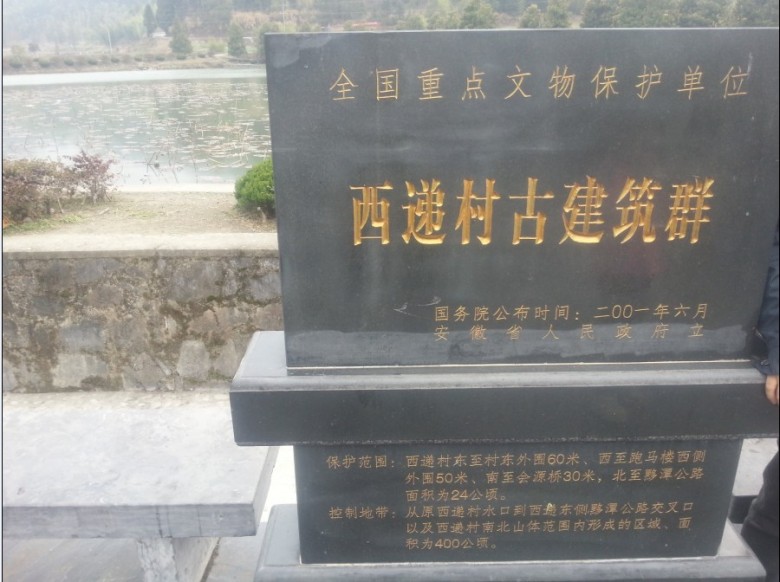 全国重点文物保护单位
西递村古建筑群
国务院公布时间：二00一年六月
安徽省人民政府立
保护范围：西递村东至村东外围60米、西至跑马楼西侧
外围50米、南至会源桥30米，北至黟潭公路
面积为24公顷。
控制地带：从原西递村水口到西递东侧黟潭公路交叉口
以及西递村南北山体范围内形成的区域、面
积为400公顷。